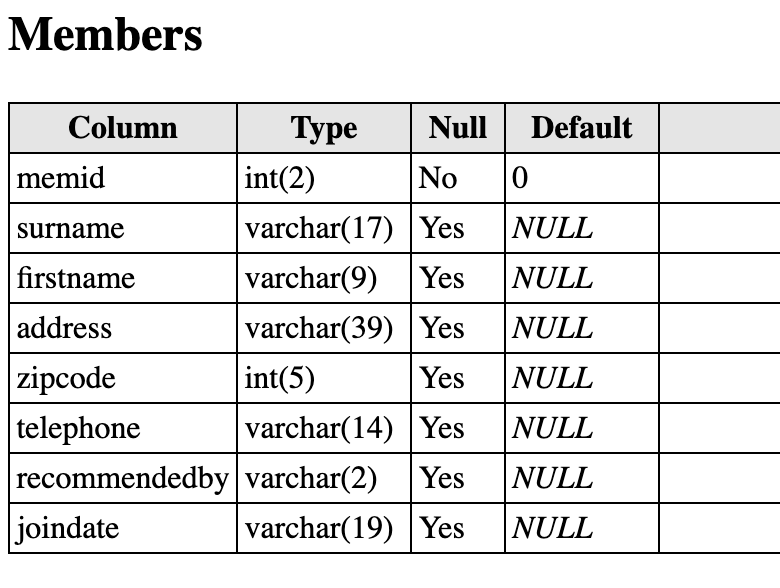 Members
Column Type Null Default
memid int(2) No 0
surname varchar(17) Yes NULL
firstname varchar(9) Yes NULL
address varchar(39) Yes NULL
zipcode int(5) Yes NULL
telephone varchar(14) Yes NULL
recommendedby varchar(2) Yes NULL
joindate varchar(19) Yes NULL